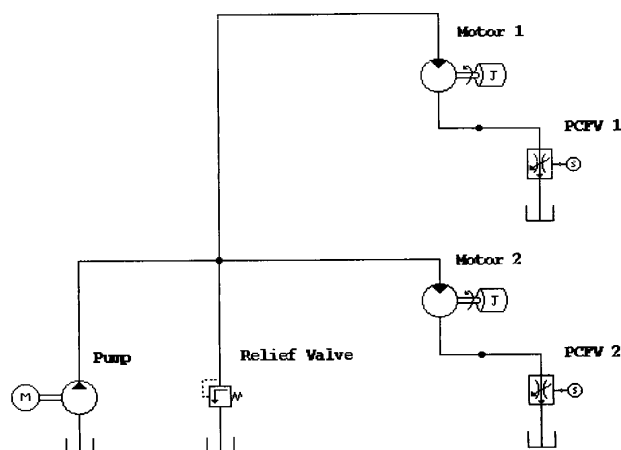 Motor 1
J
PCFV 1
S
Motor 2
J
Pump
Relief Valve
PCFV 2
M
S